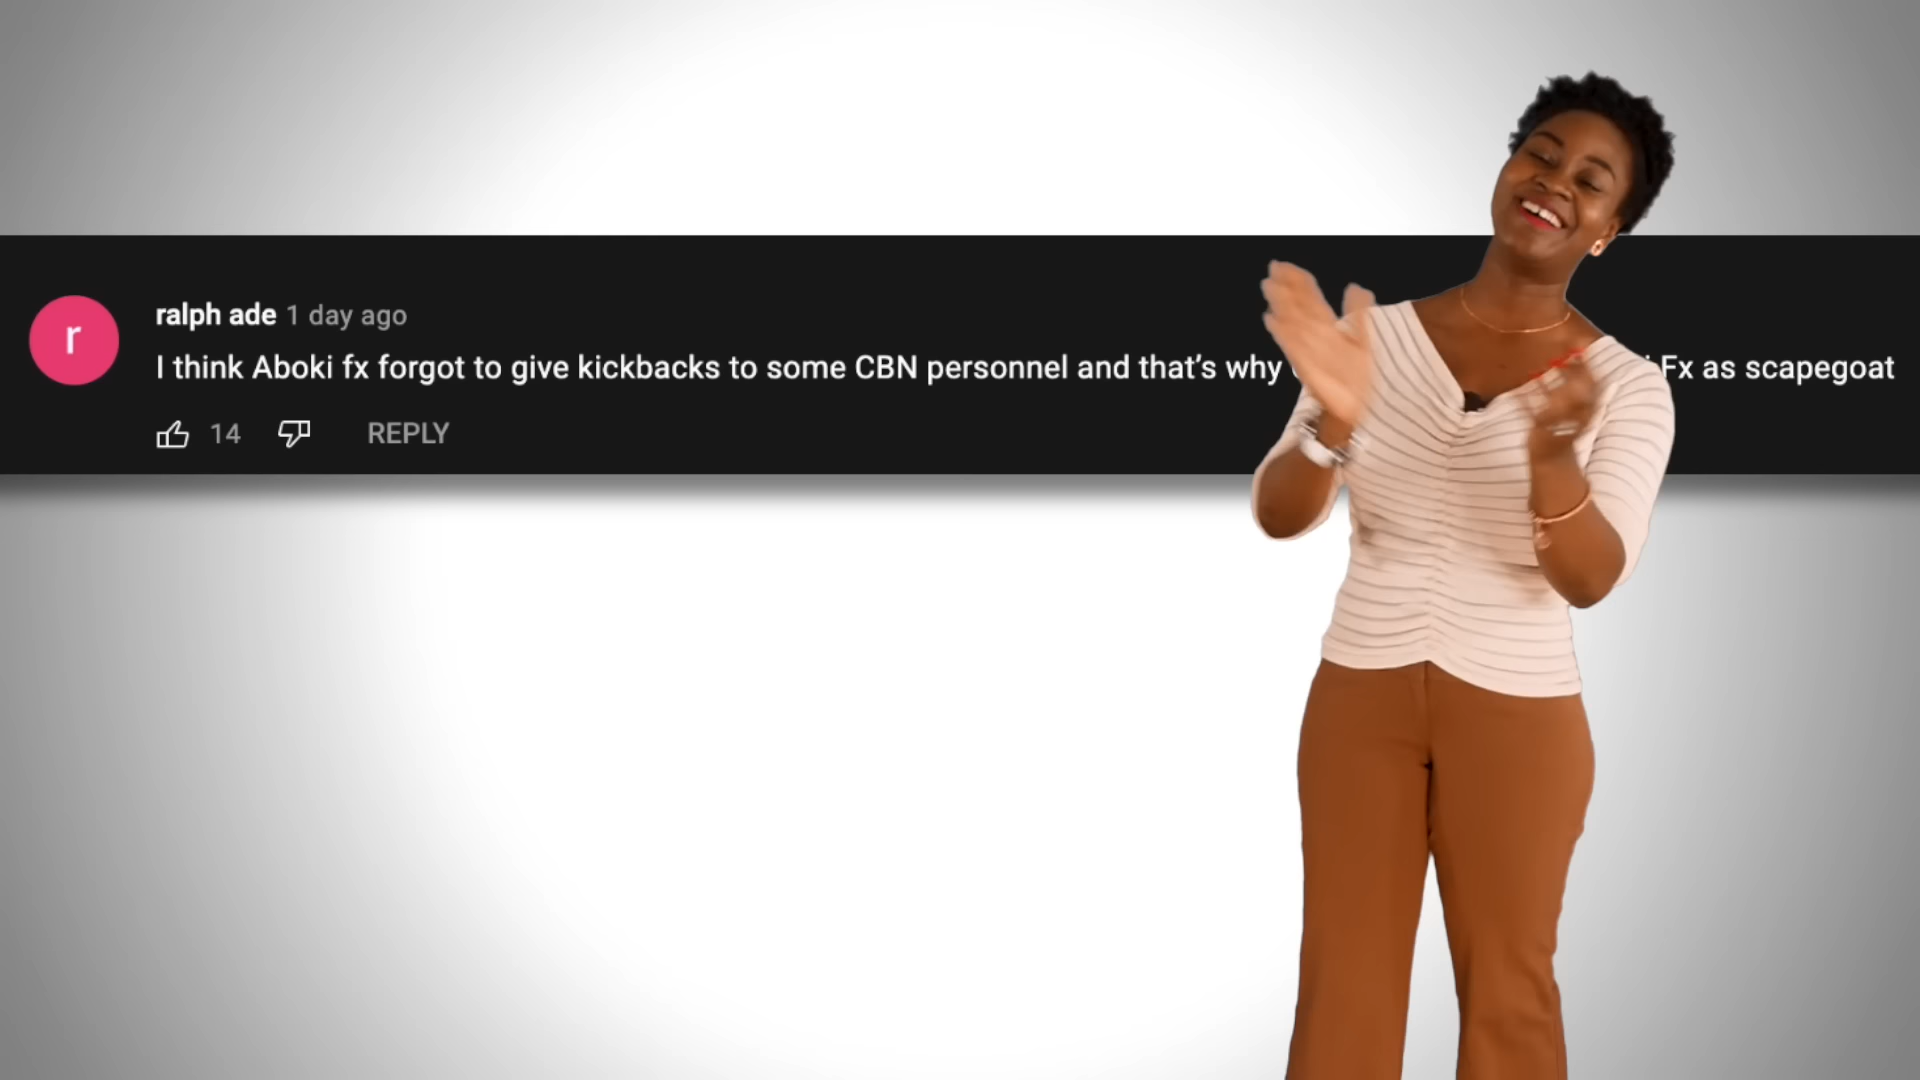 r
ralph ade 1 day ago
I think Aboki fx forgot to give kickbacks to some CBN personnel and that’s why Fx as scapegoat
14 REPLY